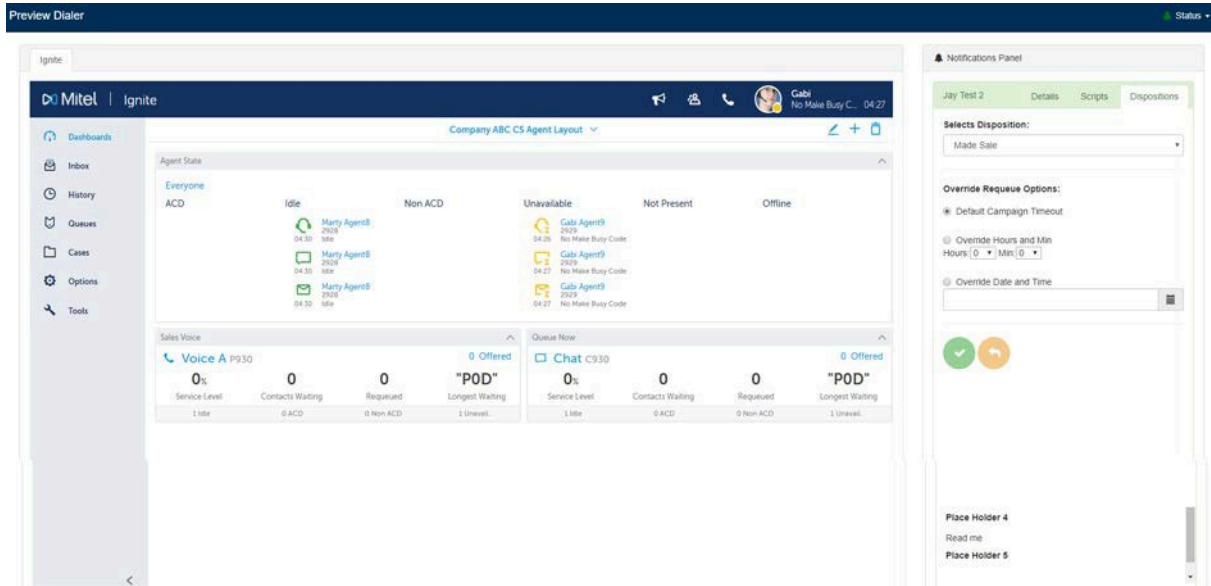 Preview Dialer
Status
Ignite
Mitel | Ignite
Gabi
No Make Busy C... 04:27
Dashboards
Inbox
History
Queues
Cases
Options
Tools
Company ABC CS Agent Layout
Agent State
Everyone
ACD Idle Non ACD Unavailable Not Present Offline
Marty Agent8
2928
04:30 Idle
Marty Agent8
2928
04:30 Idle
Marty Agent8
2928
04:30 Idle
Gabi Agent9
2929
04:26 No Make Busy Code
Gabi Agent9
2929
04:27 No Make Busy Code
Gabi Agent9
2929
04:27 No Make Busy Code
Sales Voice
Voice A P930 0 Offered
0% 0 0 "P0D"
Service Level Contacts Waiting Requeued Longest Waiting
1 Idle 0 ACD 0 Non ACD 1 Unavail.
Queue Now
Chat C930 0 Offered
0% 0 0 "P0D"
Service Level Contacts Waiting Requeued Longest Waiting
1 Idle 0 ACD 0 Non ACD 1 Unavail.
Notifications Panel
Jay Test 2 Details Scripts Dispositions
Selects Disposition:
Made Sale
Override Requeue Options:
Default Campaign Timeout
Override Hours and Min
Hours: 0 Min: 0
Override Date and Time
Place Holder 4
Read me
Place Holder 5